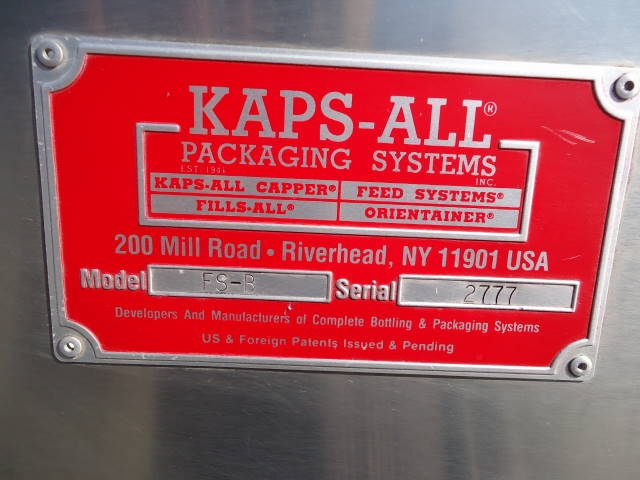 KAPS-ALL®
PACKAGING SYSTEMS
EST. 1941 INC.
KAPS-ALL CAPPER® FEED SYSTEMS®
FILLS-ALL® ORIENTAINER®
200 Mill Road • Riverhead, NY 11901 USA
Model FS-B Serial 2777
Developers And Manufacturers of Complete Bottling & Packaging Systems
US & Foreign Patents Issued & Pending